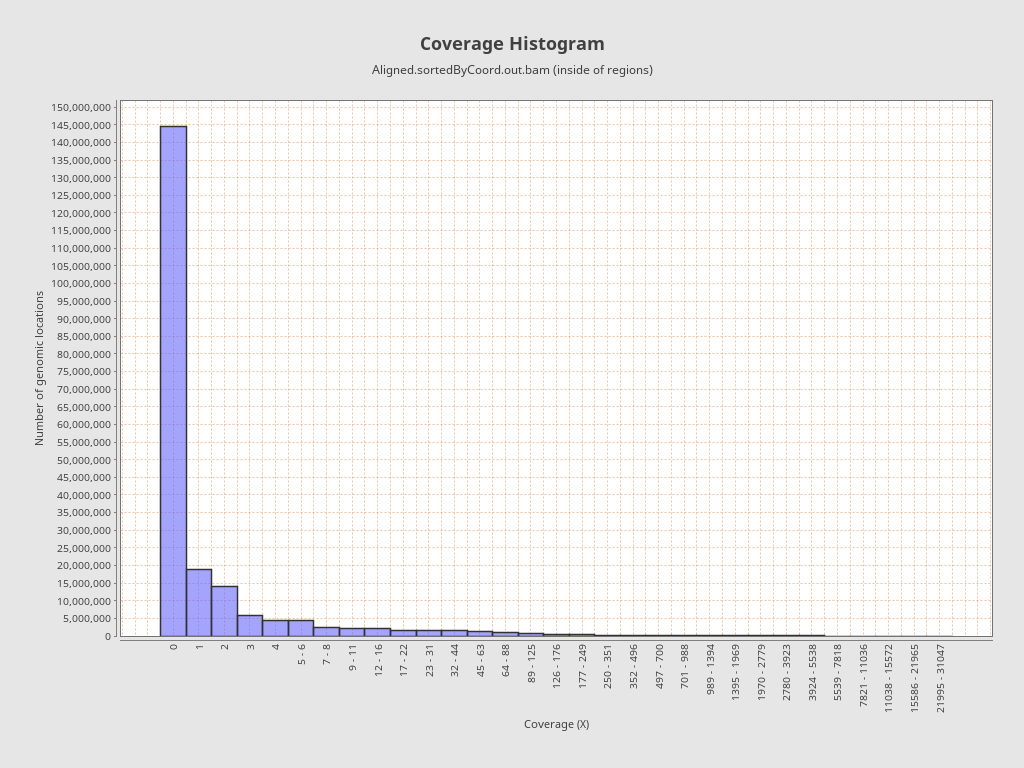 Coverage Histogram
Aligned.sortedByCoord.out.bam (inside of regions)
150,000,000
145,000,000
140,000,000
135,000,000
130,000,000
125,000,000
120,000,000
115,000,000
110,000,000
105,000,000
100,000,000
95,000,000
90,000,000
85,000,000
80,000,000
75,000,000
70,000,000
65,000,000
60,000,000
55,000,000
50,000,000
45,000,000
40,000,000
35,000,000
30,000,000
25,000,000
20,000,000
15,000,000
10,000,000
5,000,000
0
Number of genomic locations
0
1
2
3
4
5 - 6
7 - 8
9 - 11
12 - 16
17 - 22
23 - 31
32 - 44
45 - 63
64 - 88
89 - 125
126 - 176
177 - 249
250 - 351
352 - 496
497 - 700
701 - 988
989 - 1394
1395 - 1969
1970 - 2779
2780 - 3923
3924 - 5538
5539 - 7818
7821 - 11036
11038 - 15572
15586 - 21965
21995 - 31047
Coverage (X)